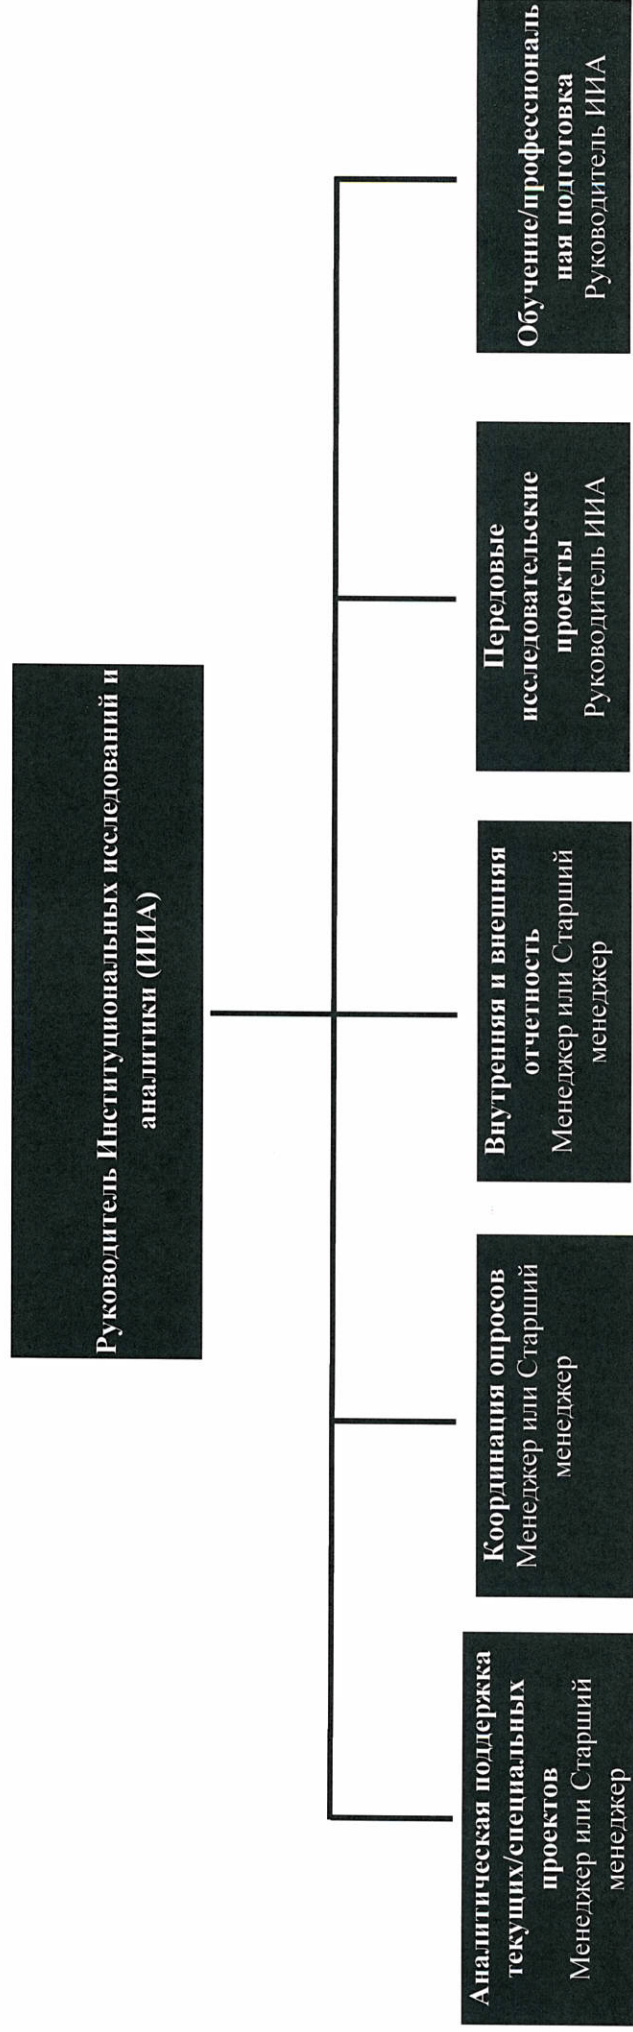 Руководитель Институциональных исследований и
аналитики (ИИА)
Аналитическая поддержка
текущих/специальных
проектов
Менеджер или Старший
менеджер
Координация опросов
Менеджер или Старший
менеджер
Внутренняя и внешняя
отчетность
Менеджер или Старший
менеджер
Передовые
исследовательские
проекты
Руководитель ИИА
Обучение/профессиональ
ная подготовка
Руководитель ИИА